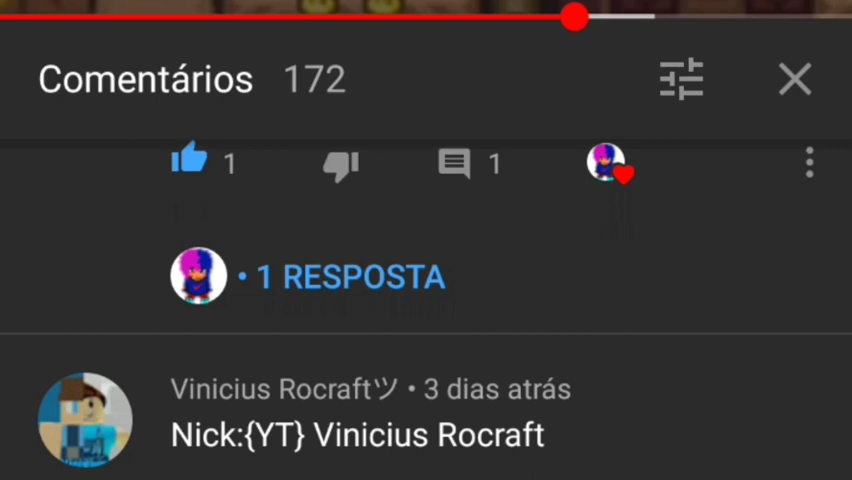 Comentários 172
1 1
• 1 RESPOSTA
Vinicius Rocraftツ • 3 dias atrás
Nick:{YT} Vinicius Rocraft